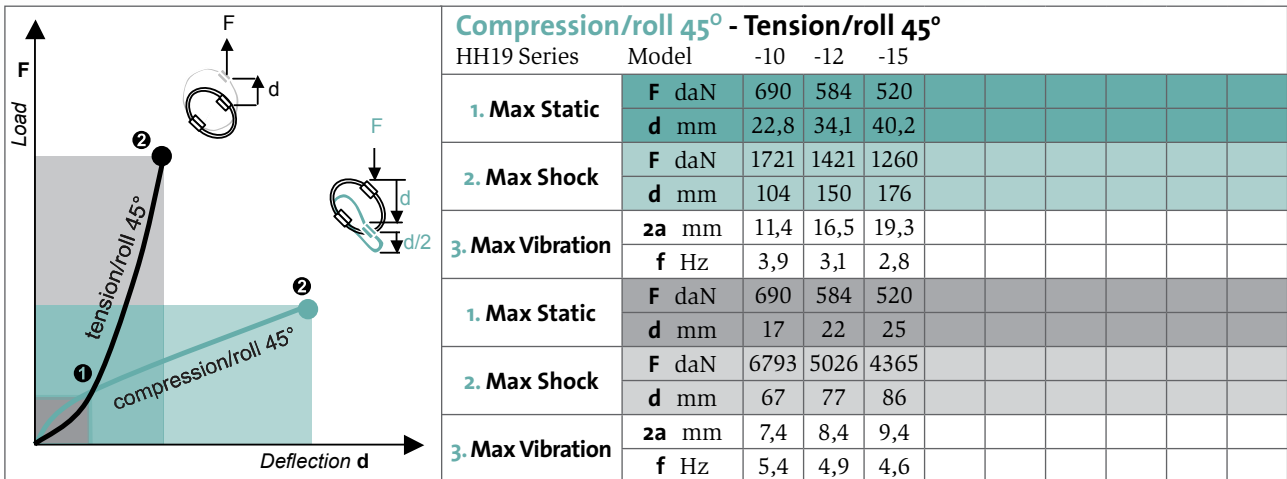 F
Load
F
d
F
d
d/2
❷
❷
❶
tension/roll 45°
compression/roll 45°
Deflection d
Compression/roll 45° - Tension/roll 45°
HH19 Series Model -10 -12 -15
1. Max Static
F daN 690 584 520
d mm 22,8 34,1 40,2
2. Max Shock
F daN 1721 1421 1260
d mm 104 150 176
3. Max Vibration
2a mm 11,4 16,5 19,3
f Hz 3,9 3,1 2,8
1. Max Static
F daN 690 584 520
d mm 17 22 25
2. Max Shock
F daN 6793 5026 4365
d mm 67 77 86
3. Max Vibration
2a mm 7,4 8,4 9,4
f Hz 5,4 4,9 4,6